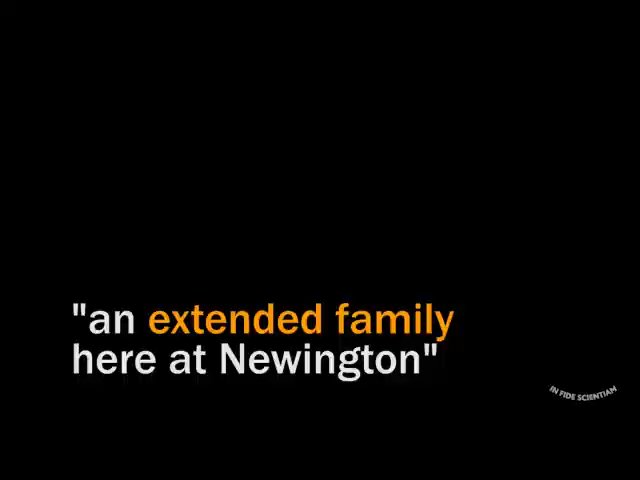 "an extended family
here at Newington"
IN FIDE SCIENTIAM